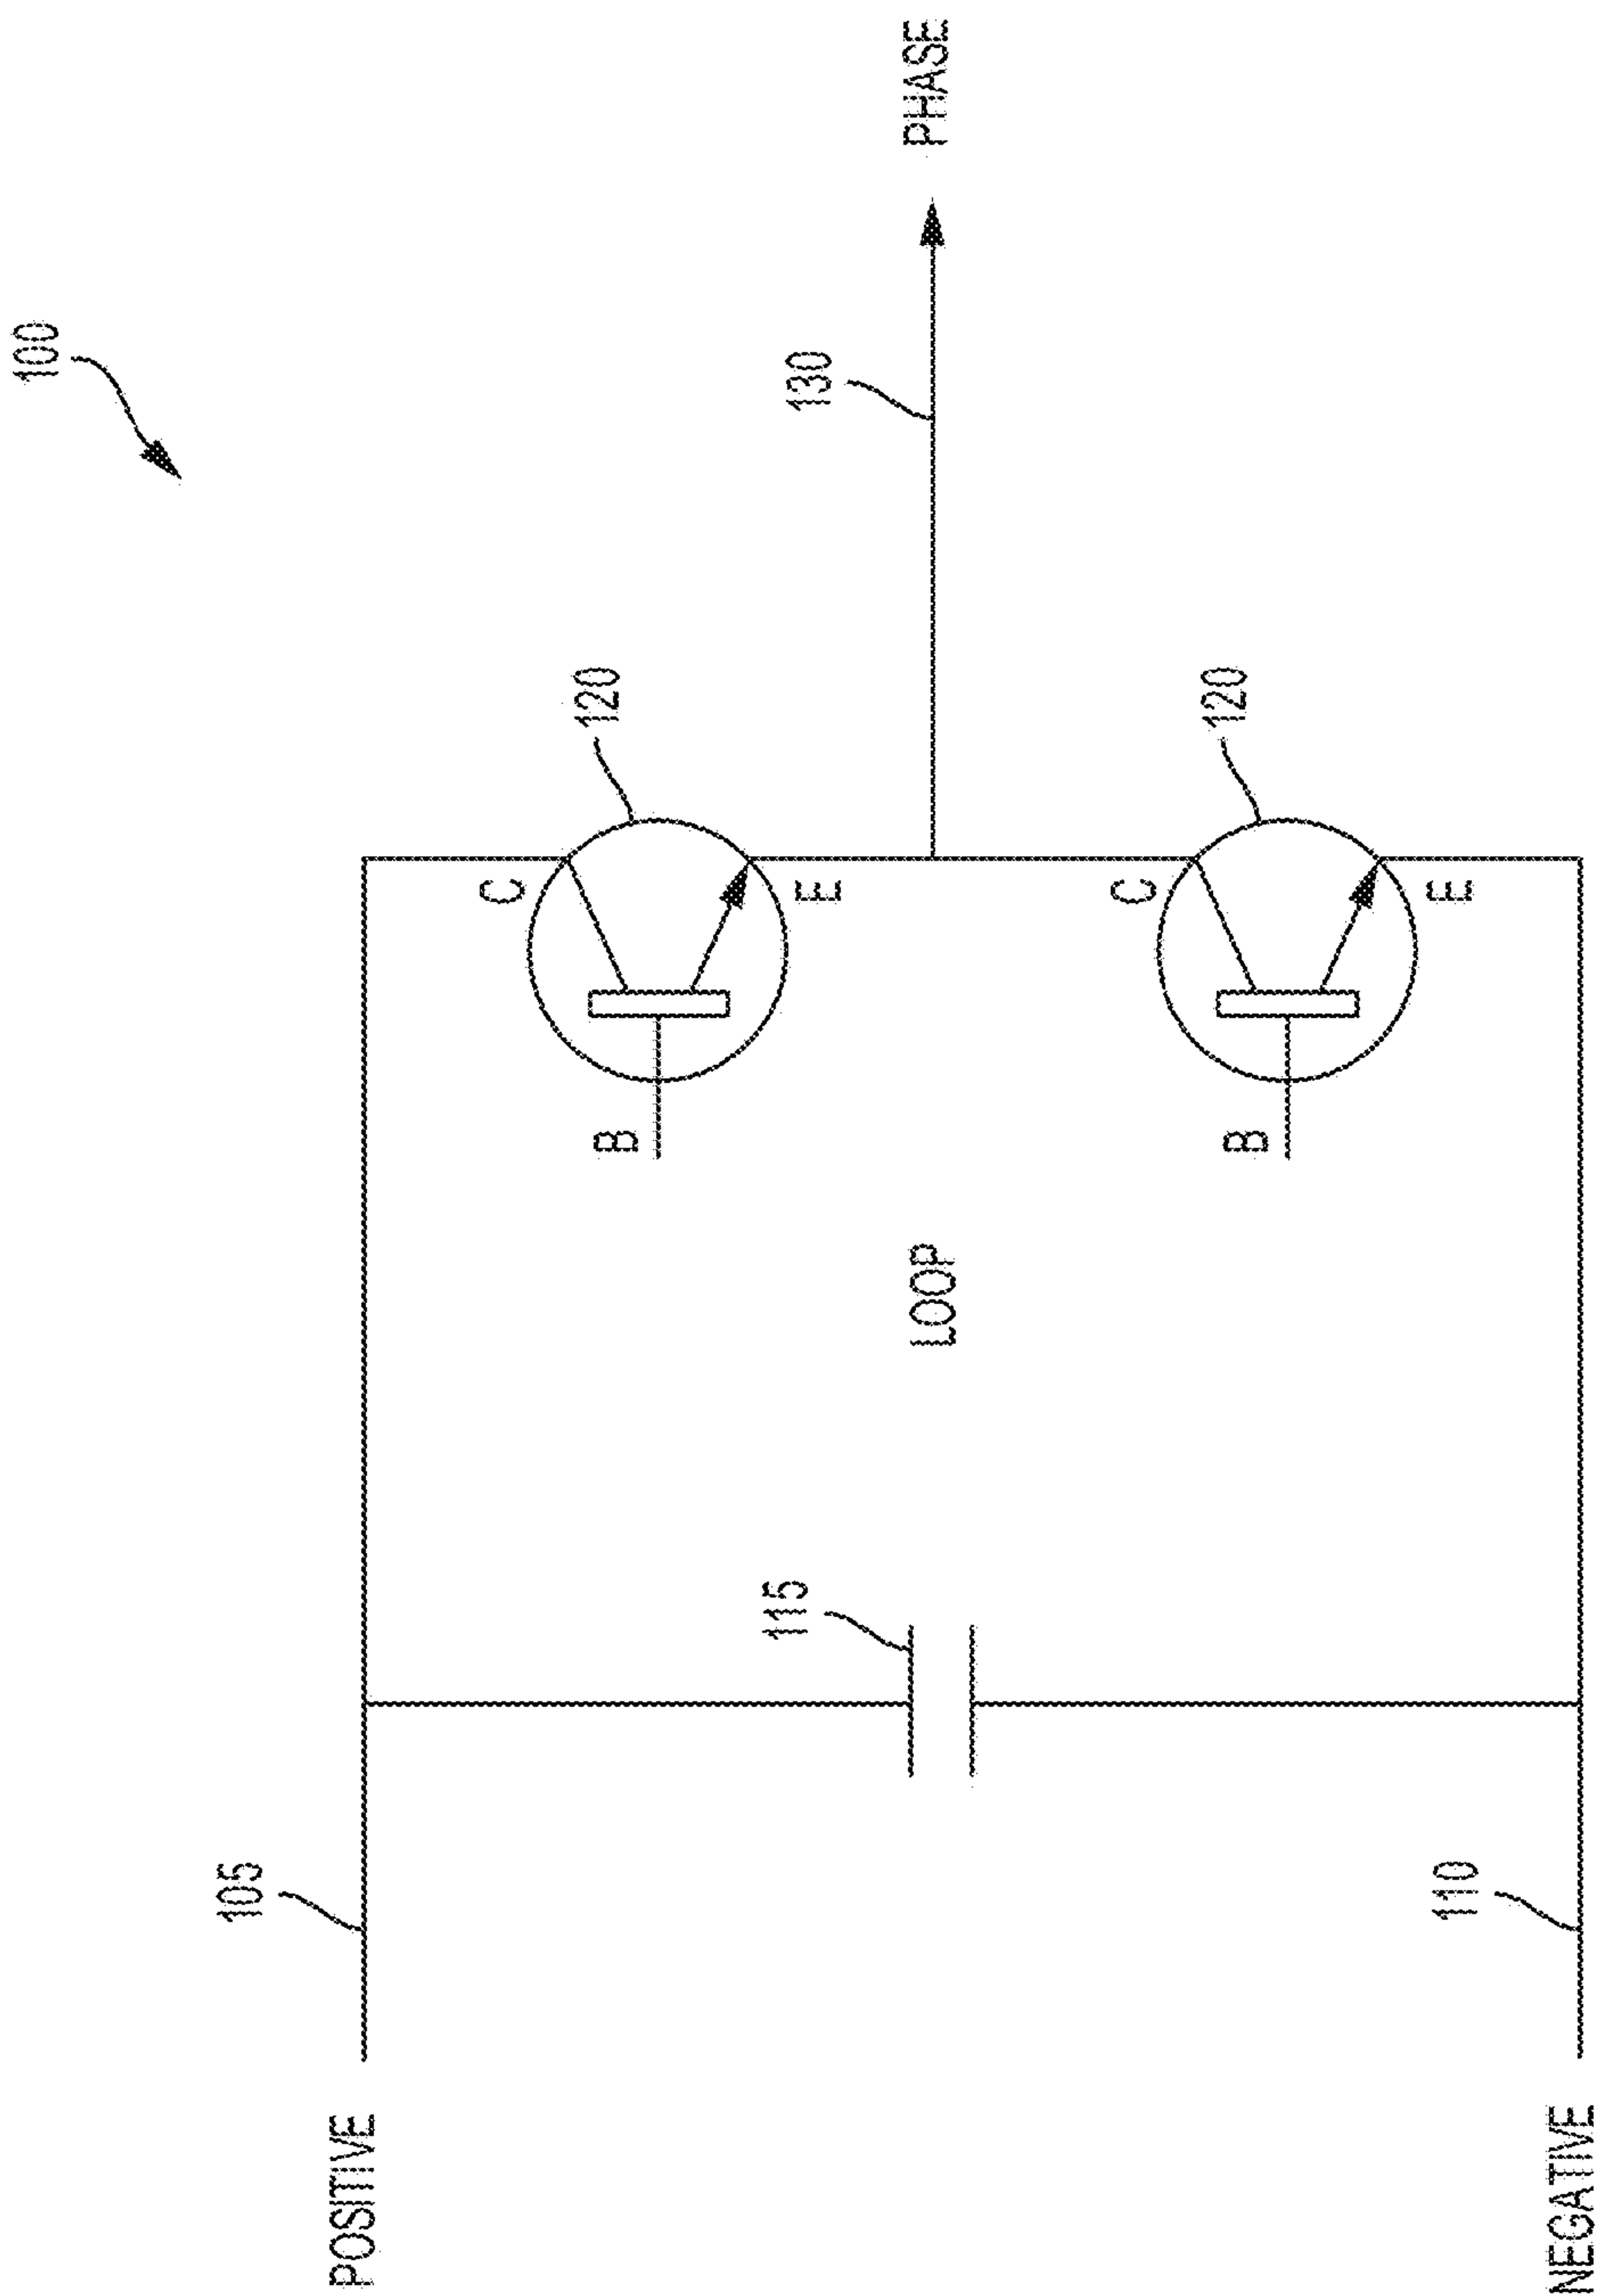 100
POSITIVE
105
C
120
B
E
115
LOOP
130
PHASE
C
120
B
E
110
NEGATIVE